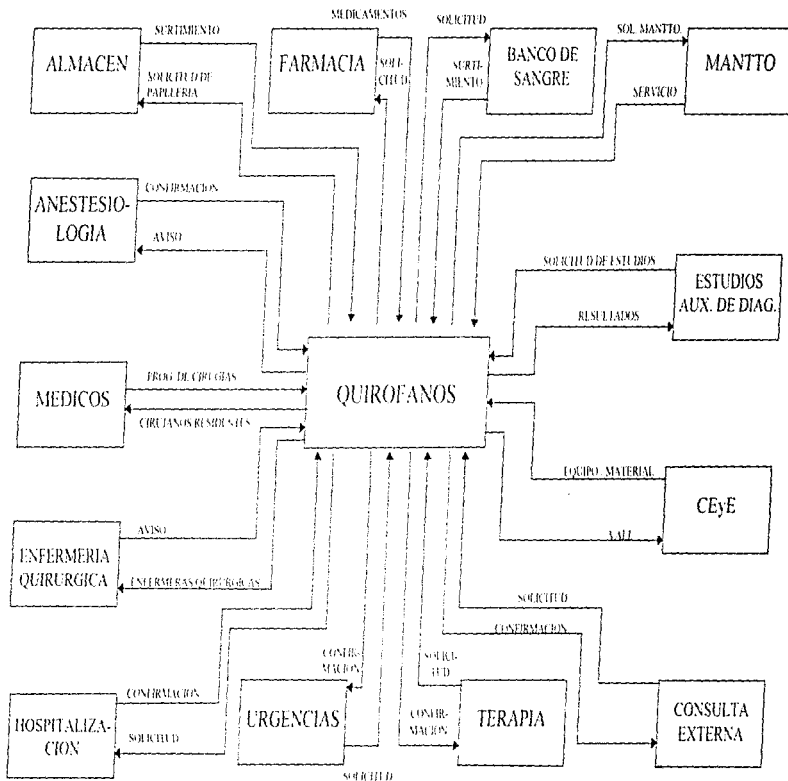 MEDICAMENTOS
SURTIMIENTO
SOLICITUD
SOL. MANTTO.
ALMACEN
FARMACIA
SOLI-
CITUD
SURTI-
MIENTO
BANCO DE
SANGRE
MANTTO
SOLICITUD DE
PAPLLERIA
SERVICIO
CONFIRMACION
ANESTESIO-
LOGIA
AVISO
SOLICITUD DE ESTUDIOS
ESTUDIOS
AUX. DE DIAG.
RESULTADOS
PROG. DE CIRUGIAS
MEDICOS
QUIROFANOS
CIRUJANOS RESIDENTES
EQUIPO, MATERIAL
CEyE
AVISO
ENFERMERIA
QUIRURGICA
ENFERMERAS QUIRURGICAS
SOLICITUD
CONFIRMACION
CONFIR-
MACION
SOLICI-
TUD
CONFIRMACION
HOSPITALIZA-
CION
SOLICITUD
URGENCIAS
CONFIR-
MACION
TERAPIA
CONSULTA
EXTERNA
SOLICITUD